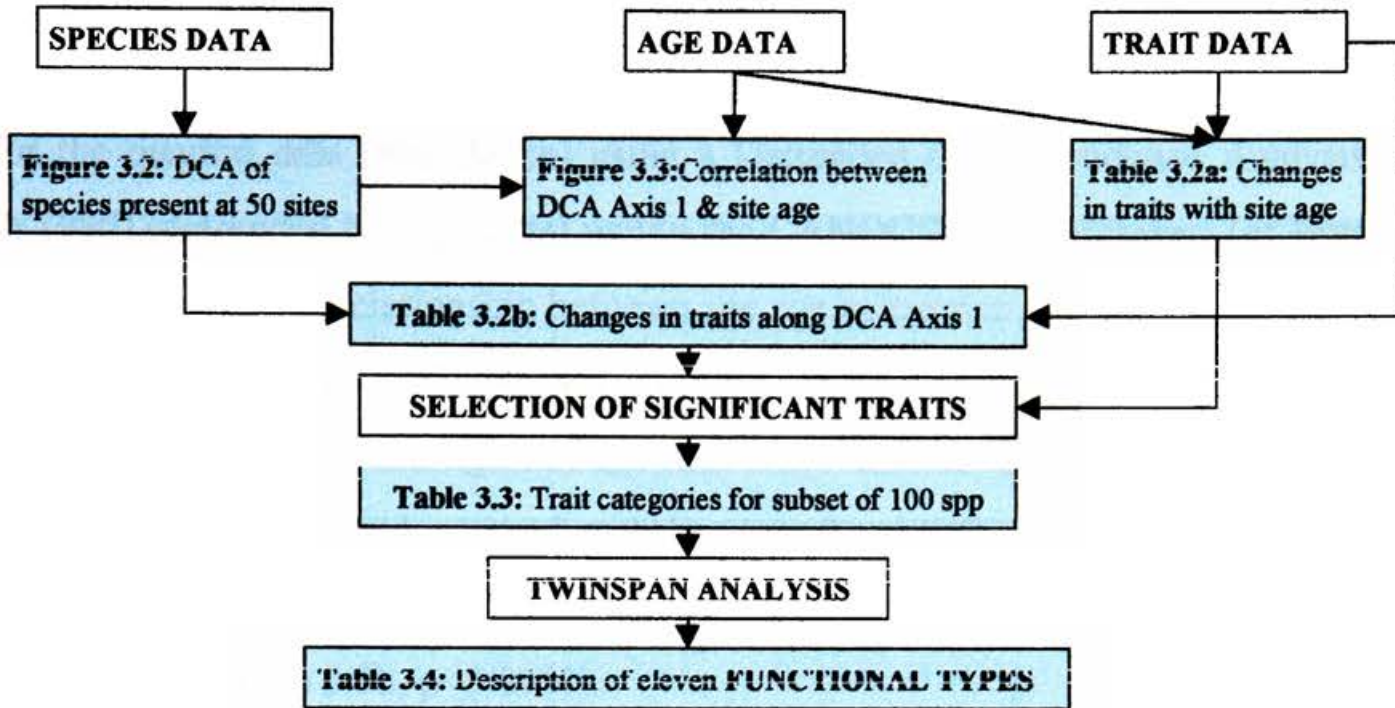 SPECIES DATA
AGE DATA
TRAIT DATA
Figure 3.2: DCA of
species present at 50 sites
Figure 3.3:Correlation between
DCA Axis 1 & site age
Table 3.2a: Changes
in traits with site age
Table 3.2b: Changes in traits along DCA Axis 1
SELECTION OF SIGNIFICANT TRAITS
Table 3.3: Trait categories for subset of 100 spp
TWINSPAN ANALYSIS
Table 3.4: Description of eleven FUNCTIONAL TYPES